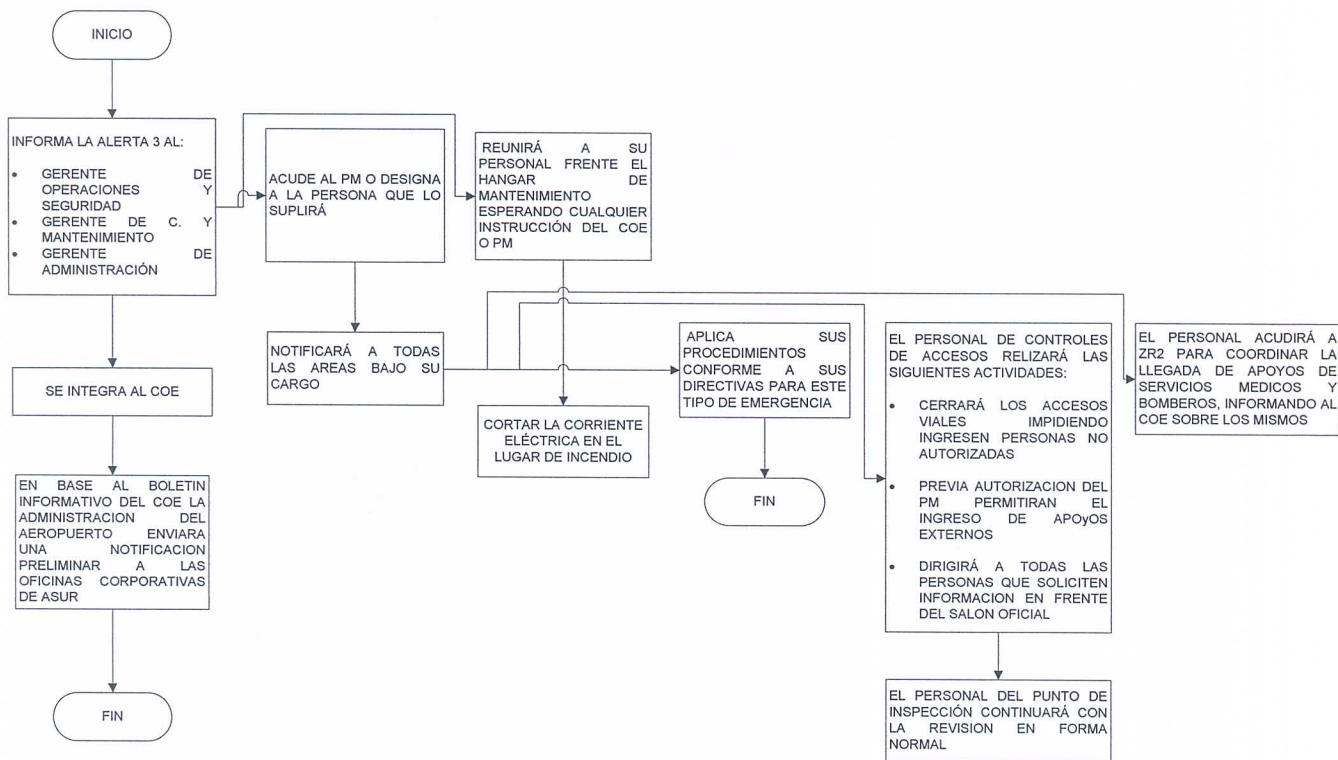 INICIO
INFORMA LA ALERTA 3 AL:
• GERENTE DE
OPERACIONES Y
SEGURIDAD
• GERENTE DE C. Y
MANTENIMIENTO
• GERENTE DE
ADMINISTRACIÓN
ACUDE AL PM O DESIGNA
A LA PERSONA QUE LO
SUPLIRÁ
REUNIRÁ A SU
PERSONAL FRENTE EL
HANGAR DE
MANTENIMIENTO
ESPERANDO CUALQUIER
INSTRUCCIÓN DEL COE
O PM
SE INTEGRA AL COE
NOTIFICARÁ A TODAS
LAS AREAS BAJO SU
CARGO
CORTAR LA CORRIENTE
ELÉCTRICA EN EL
LUGAR DE INCENDIO
APLICA SUS
PROCEDIMIENTOS
CONFORME A SUS
DIRECTIVAS PARA ESTE
TIPO DE EMERGENCIA
FIN
EL PERSONAL DE CONTROLES
DE ACCESOS RELIZARÁ LAS
SIGUIENTES ACTIVIDADES:
• CERRARÁ LOS ACCESOS
VIALES IMPIDIENDO
INGRESEN PERSONAS NO
AUTORIZADAS
• PREVIA AUTORIZACION DEL
PM PERMITIRAN EL
INGRESO DE APOyOS
EXTERNOS
• DIRIGIRÁ A TODAS LAS
PERSONAS QUE SOLICITEN
INFORMACION EN FRENTE
DEL SALON OFICIAL
EL PERSONAL ACUDIRÁ A
ZR2 PARA COORDINAR LA
LLEGADA DE APOYOS DE
SERVICIOS MEDICOS Y
BOMBEROS, INFORMANDO AL
COE SOBRE LOS MISMOS
EN BASE AL BOLETIN
INFORMATIVO DEL COE LA
ADMINISTRACION DEL
AEROPUERTO ENVIARA
UNA NOTIFICACION
PRELIMINAR A LAS
OFICINAS CORPORATIVAS
DE ASUR
FIN
EL PERSONAL DEL PUNTO DE
INSPECCIÓN CONTINUARÁ CON
LA REVISION EN FORMA
NORMAL